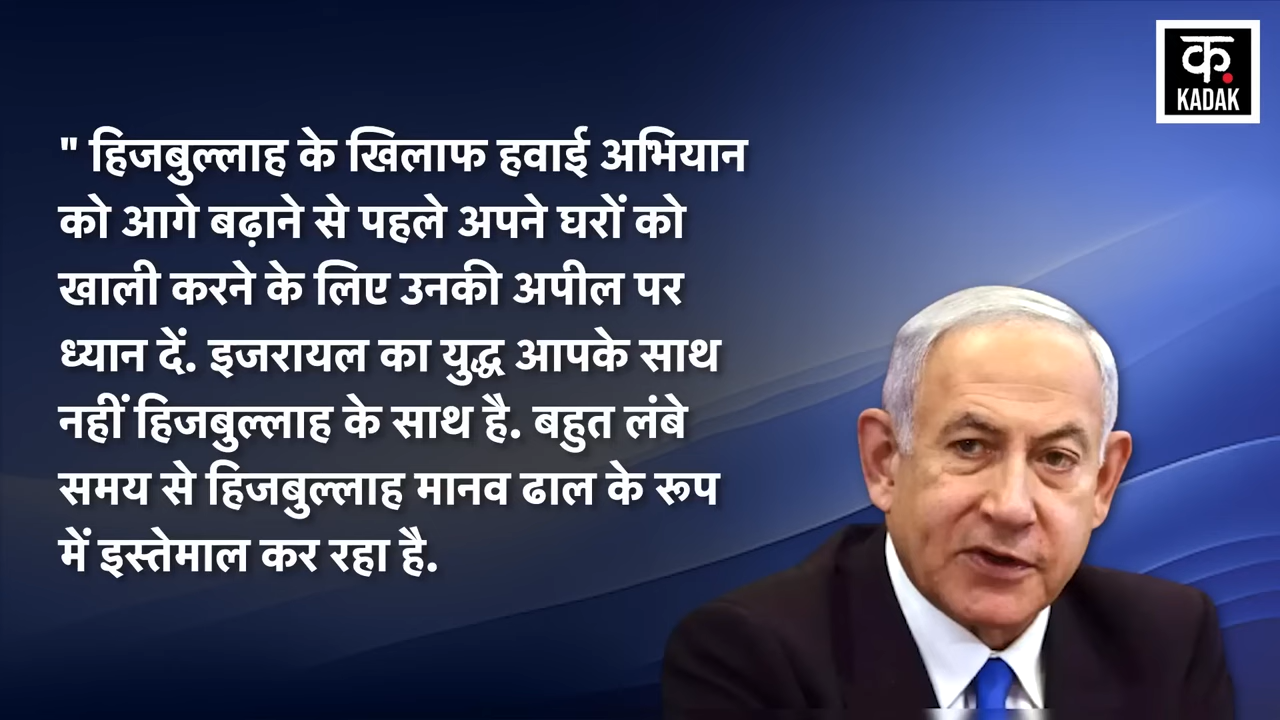 क
KADAK
" हिजबुल्लाह के खिलाफ हवाई अभियान
को आगे बढ़ाने से पहले अपने घरों को
खाली करने के लिए उनकी अपील पर
ध्यान दें. इजरायल का युद्ध आपके साथ
नहीं हिजबुल्लाह के साथ है. बहुत लंबे
समय से हिजबुल्लाह मानव ढाल के रूप
में इस्तेमाल कर रहा है.